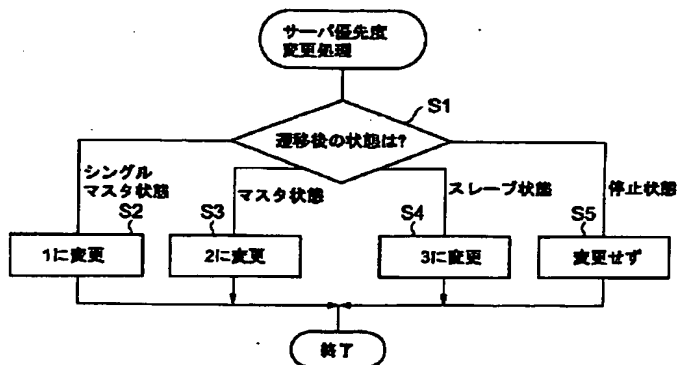 サーバ優先度
変更処理
S1
遷移後の状態は?
シングル
マスタ状態
マスタ状態
スレーブ状態
停止状態
S2
S3
S4
S5
1に変更
2に変更
3に変更
変更せず
終了